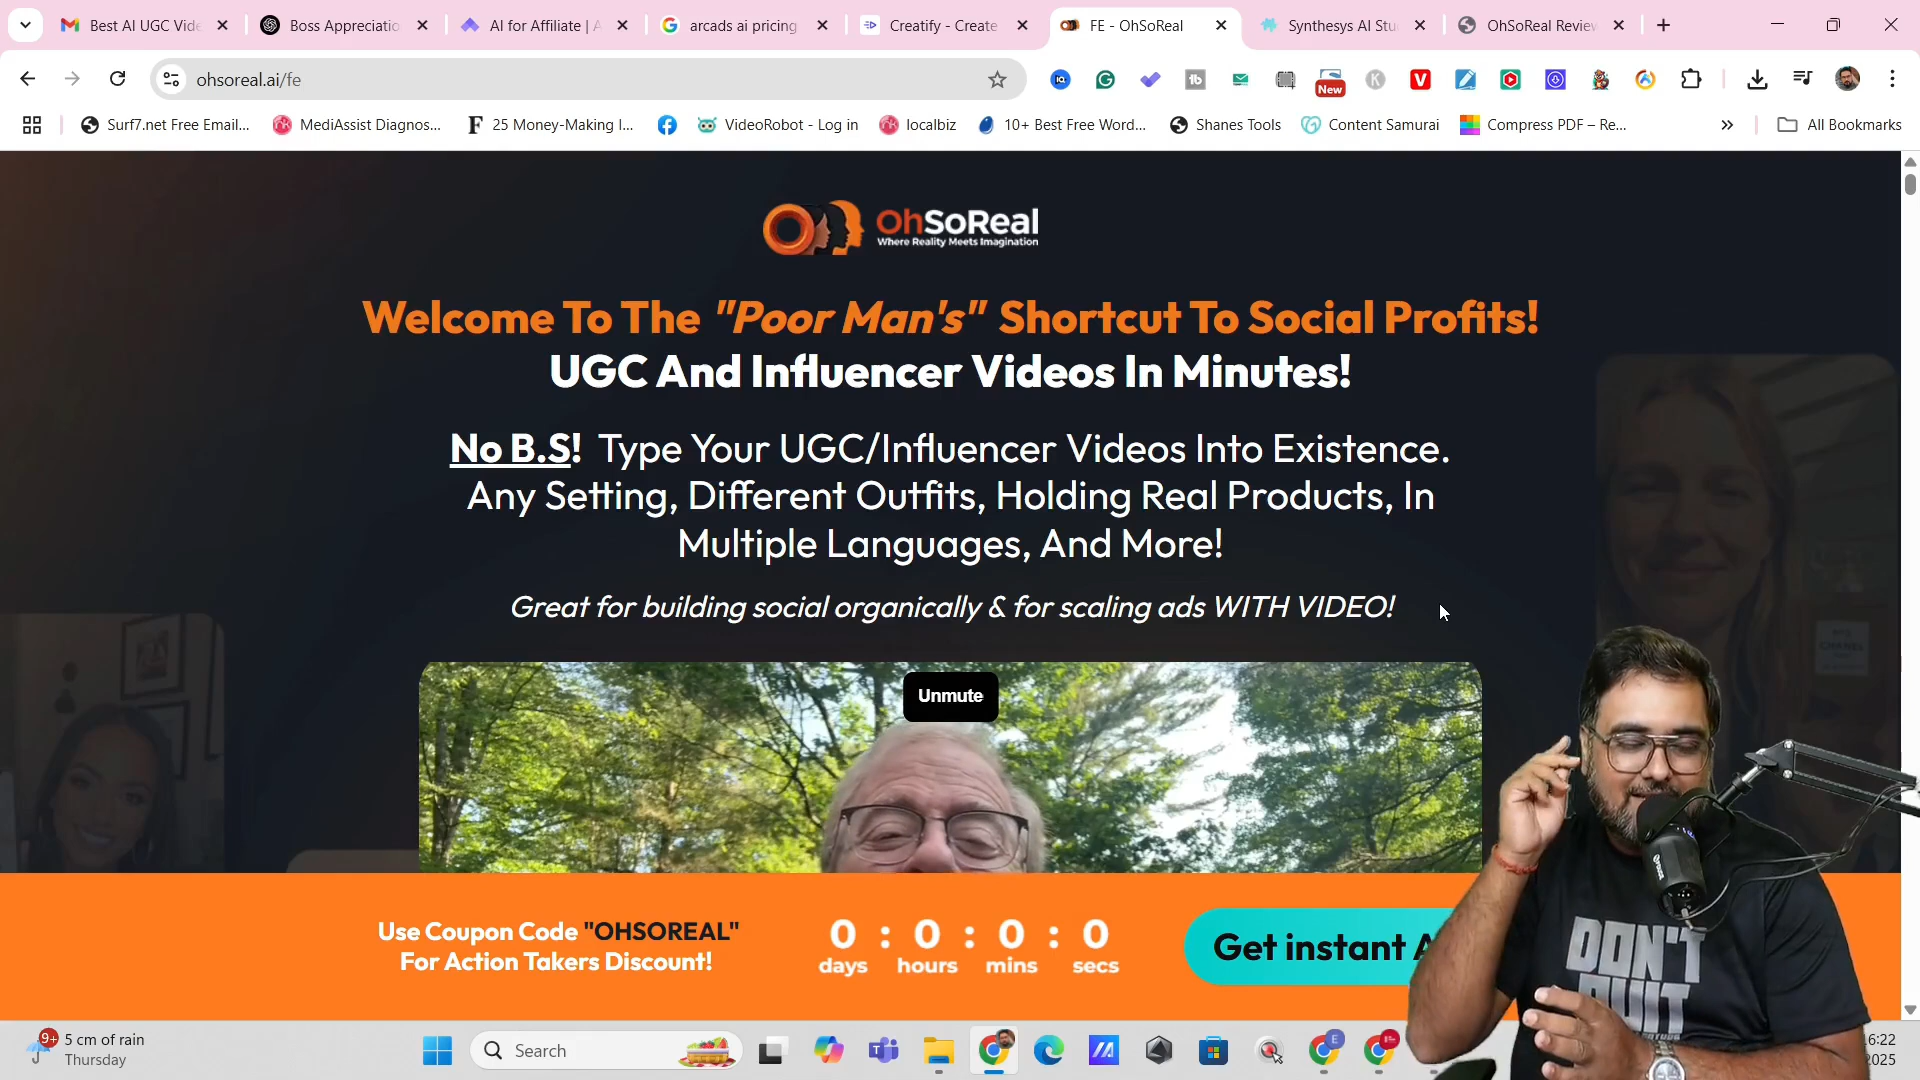 Best AI UGC Vide
Boss Appreciatio
AI for Affiliate | A
arcads ai pricing
Creatify - Create
FE - OhSoReal
Synthesys AI Stu
OhSoReal Review
ohsoreal.ai/fe
New
Surf7.net Free Email...
MediAssist Diagnos...
25 Money-Making I...
VideoRobot - Log in
localbiz
10+ Best Free Word...
Shanes Tools
Content Samurai
Compress PDF – Re...
All Bookmarks
OhSoReal
Where Reality Meets Imagination
Welcome To The "Poor Man's" Shortcut To Social Profits!
UGC And Influencer Videos In Minutes!
No B.S! Type Your UGC/Influencer Videos Into Existence.
Any Setting, Different Outfits, Holding Real Products, In
Multiple Languages, And More!
Great for building social organically & for scaling ads WITH VIDEO!
Unmute
Use Coupon Code "OHSOREAL"
For Action Takers Discount!
0 : 0 : 0 : 0
days hours mins secs
Get instant A
DON'T
QUIT
9+
5 cm of rain
Thursday
Search
6:22
2025